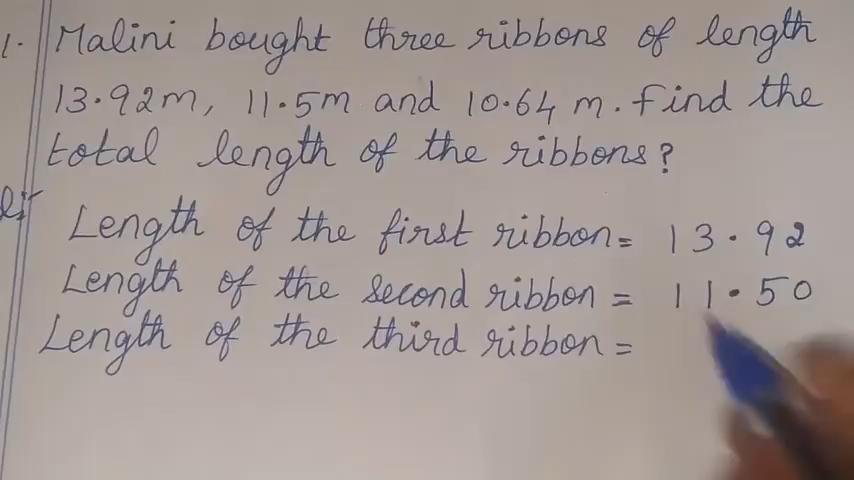 1. Malini bought three ribbons of length
13.92m, 11.5m and 10.64 m. Find the
total length of the ribbons?
Length of the first ribbon = 13.92
Length of the second ribbon = 11.50
Length of the third ribbon =